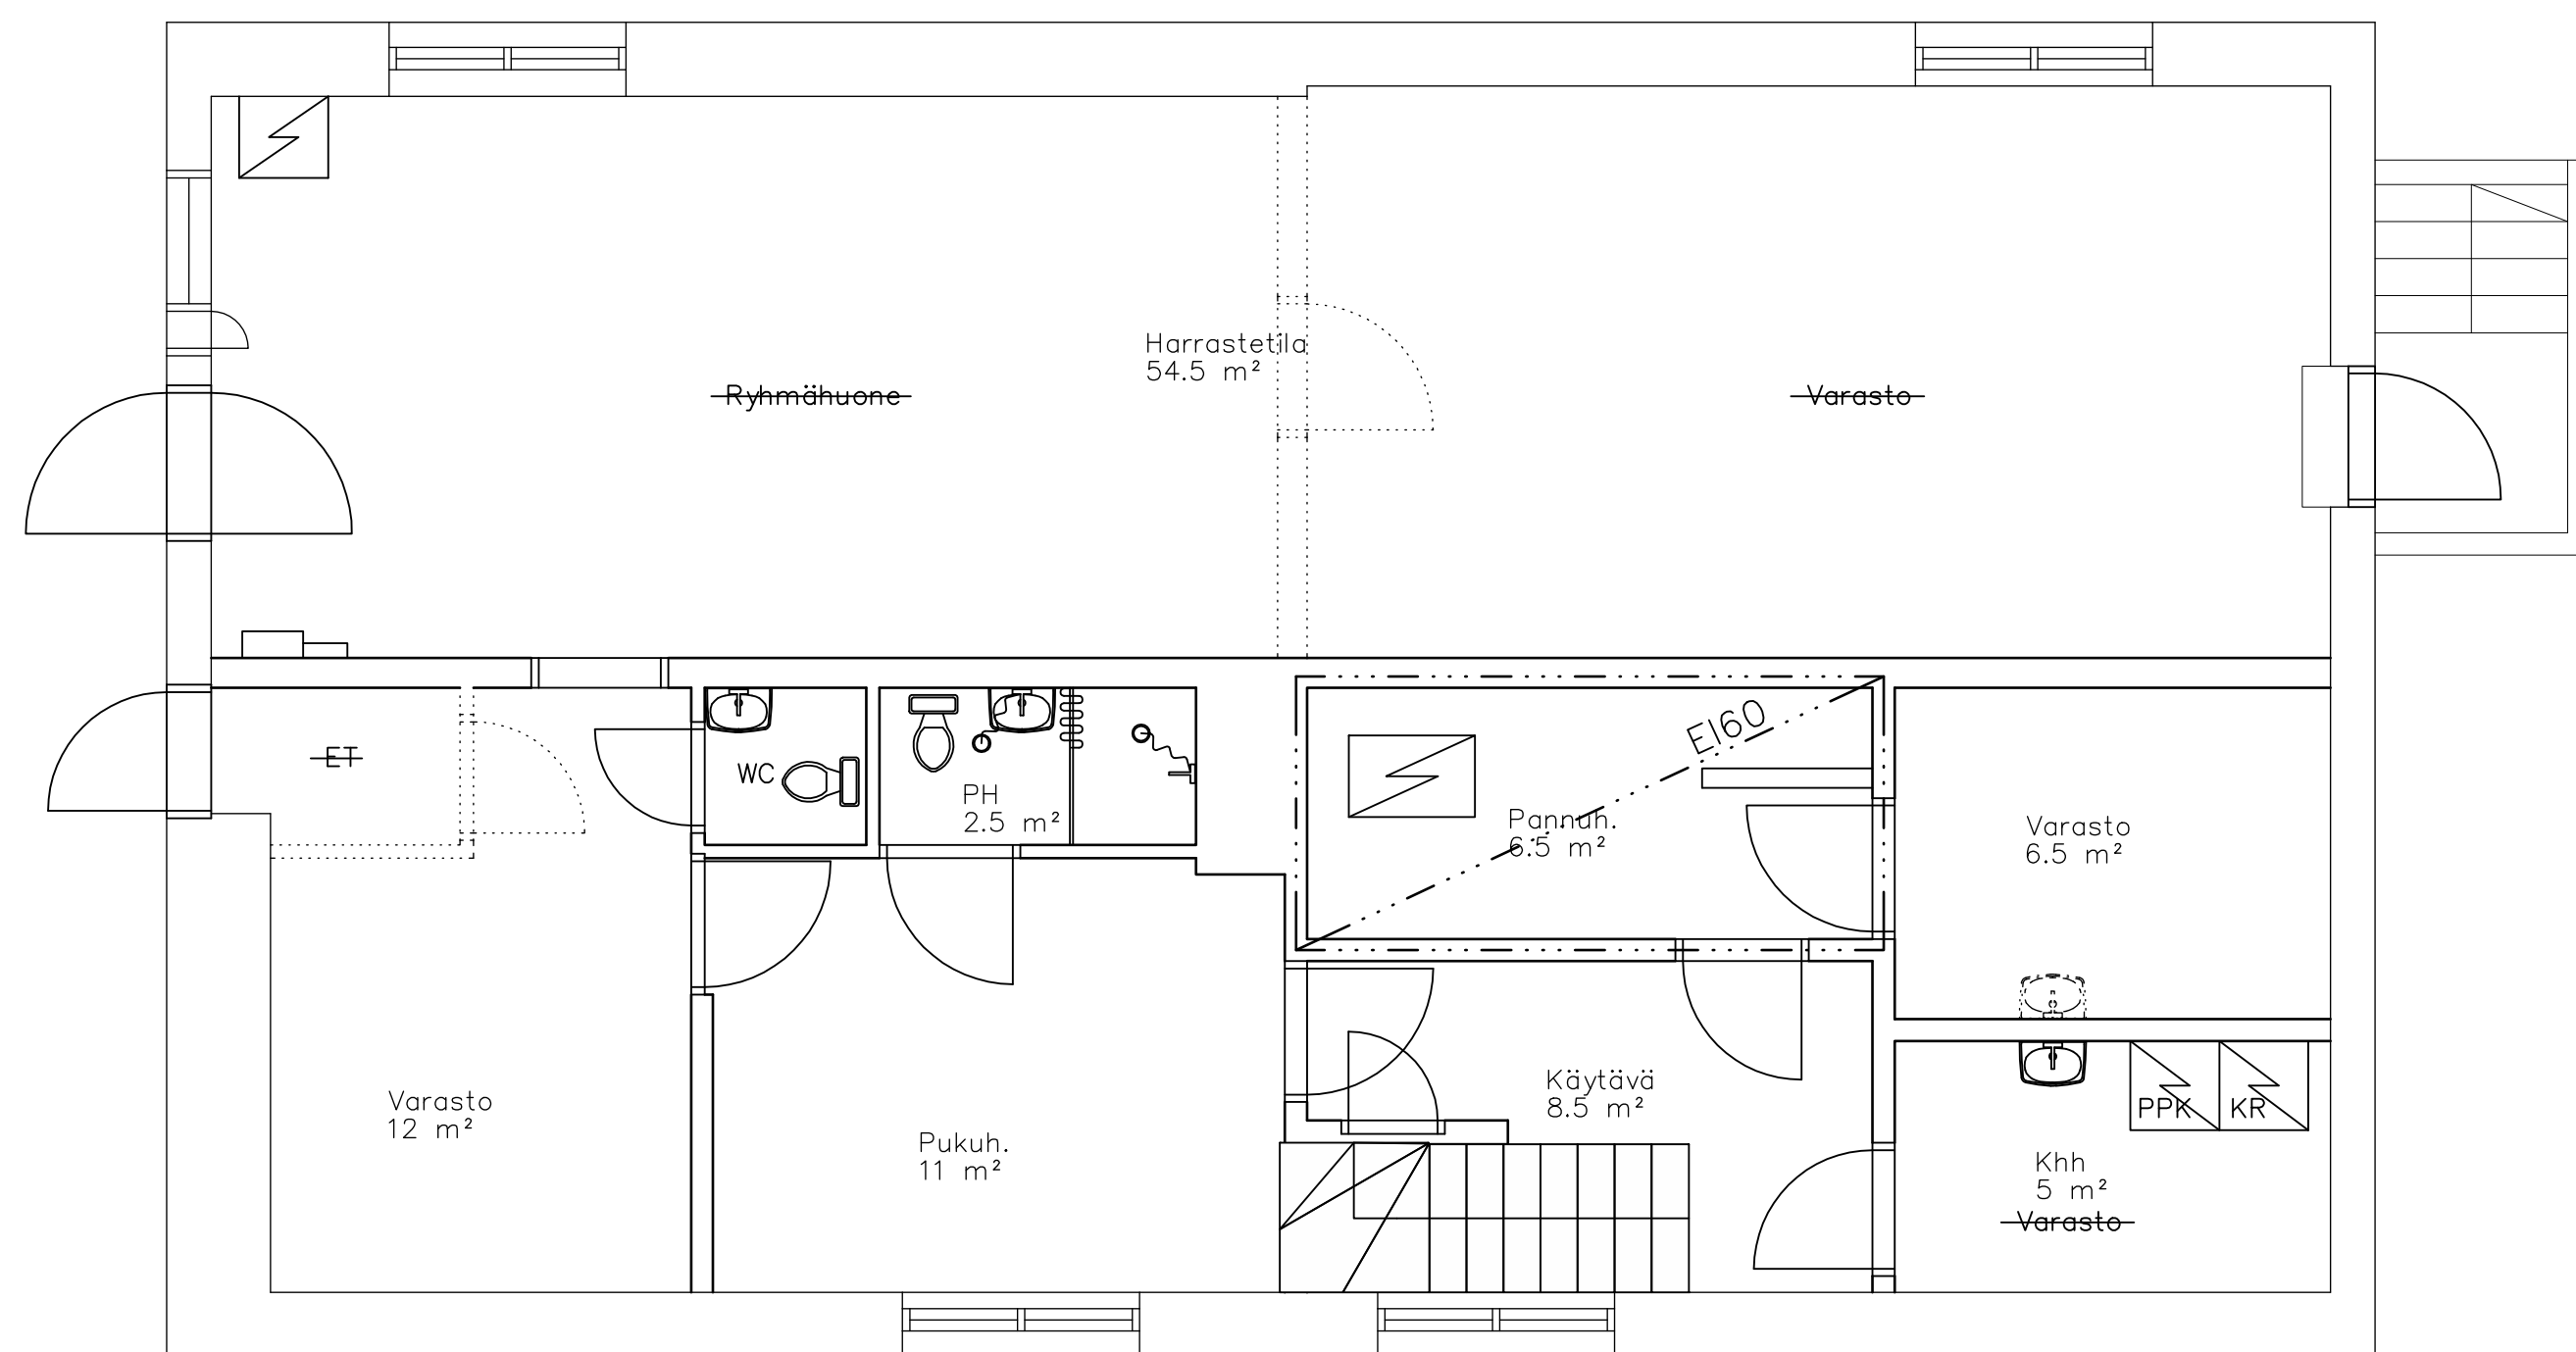 Harrastetila
54.5 m²
Ryhmähuone
Varasto
EI60
ET
WC
PH
2.5 m²
Pannuh.
6.5 m²
Varasto
6.5 m²
Käytävä
8.5 m²
Varasto
12 m²
PPK
KR
Pukuh.
11 m²
Khh
5 m²
Varasto